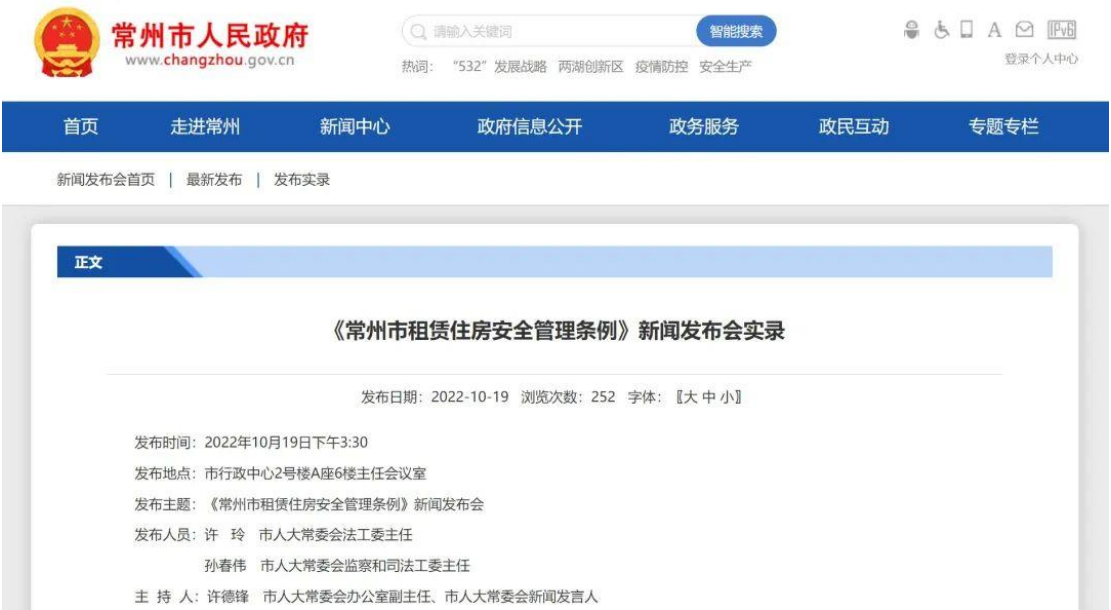 常州市人民政府
www.changzhou.gov.cn
请输入关键词
智能搜索
A
IPv6
热词: “532”发展战略 两湖创新区 疫情防控 安全生产
登录个人中心
首页 走进常州 新闻中心 政府信息公开 政务服务 政民互动 专题专栏
新闻发布会首页 | 最新发布 | 发布实录
正文
《常州市租赁住房安全管理条例》新闻发布会实录
发布日期: 2022-10-19 浏览次数: 252 字体: 〖大 中 小〗
发布时间: 2022年10月19日下午3:30
发布地点: 市行政中心2号楼A座6楼主任会议室
发布主题: 《常州市租赁住房安全管理条例》新闻发布会
发布人员: 许 玲 市人大常委会法工委主任
孙春伟 市人大常委会监察和司法工委主任
主 持 人: 许德锋 市人大常委会办公室副主任、市人大常委会新闻发言人